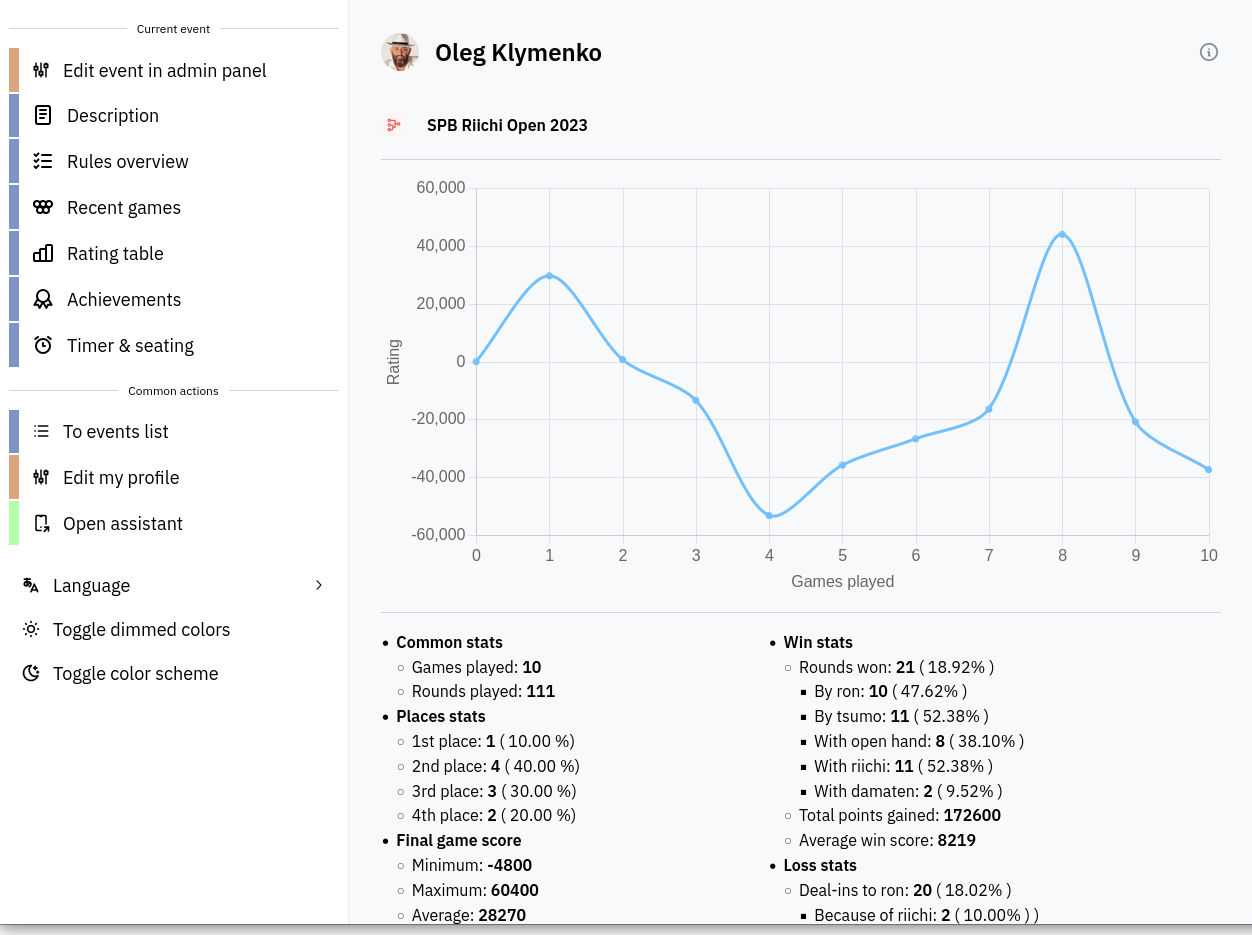 Current event
Edit event in admin panel
Description
Rules overview
Recent games
Rating table
Achievements
Timer & seating
Common actions
To events list
Edit my profile
Open assistant
Language
Toggle dimmed colors
Toggle color scheme
Oleg Klymenko
SPB Riichi Open 2023
60,000
40,000
20,000
0
-20,000
-40,000
-60,000
Rating
0 1 2 3 4 5 6 7 8 9 10
Games played
Common stats
Games played: 10
Rounds played: 111
Places stats
1st place: 1 ( 10.00 %)
2nd place: 4 ( 40.00 %)
3rd place: 3 ( 30.00 %)
4th place: 2 ( 20.00 %)
Final game score
Minimum: -4800
Maximum: 60400
Average: 28270
Win stats
Rounds won: 21 ( 18.92% )
By ron: 10 ( 47.62% )
By tsumo: 11 ( 52.38% )
With open hand: 8 ( 38.10% )
With riichi: 11 ( 52.38% )
With damaten: 2 ( 9.52% )
Total points gained: 172600
Average win score: 8219
Loss stats
Deal-ins to ron: 20 ( 18.02% )
Because of riichi: 2 ( 10.00% ) )